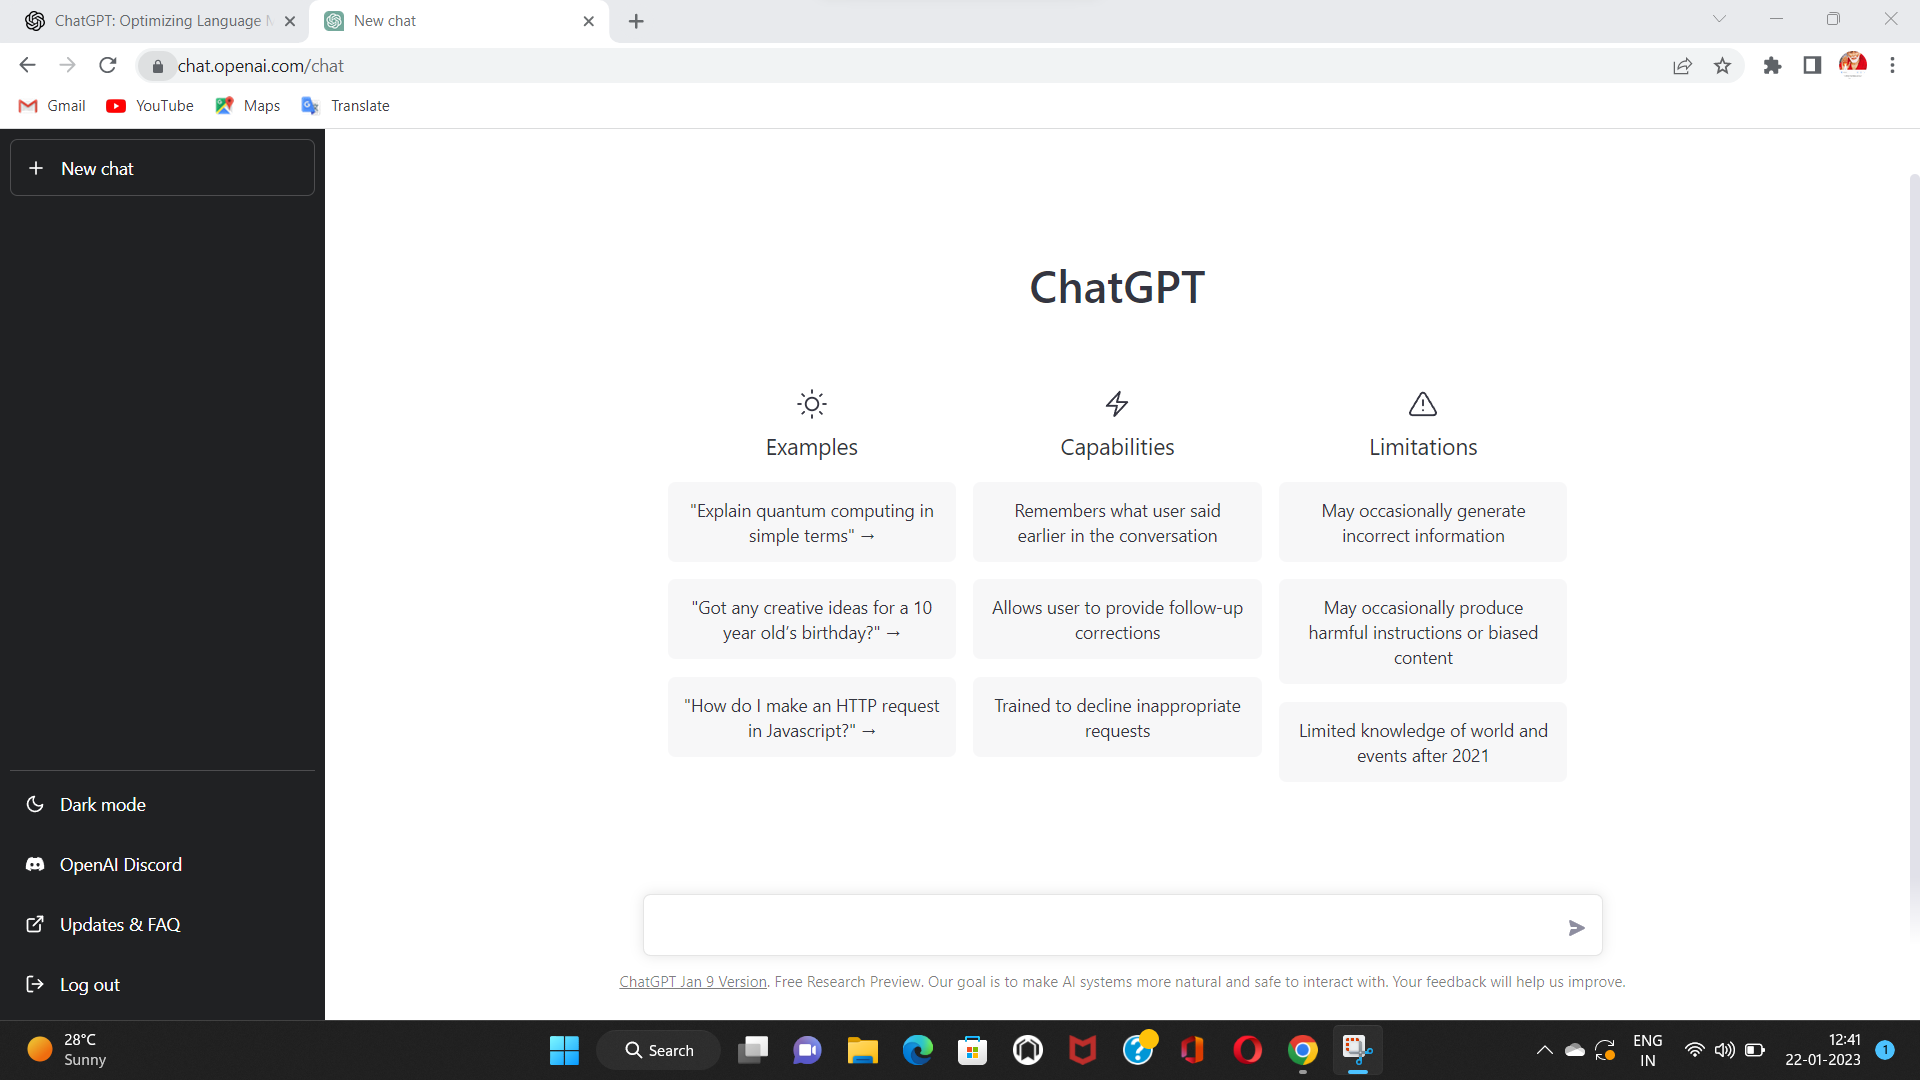 ChatGPT: Optimizing Language
New chat
chat.openai.com/chat
Gmail
YouTube
Maps
Translate
New chat
ChatGPT
Examples
"Explain quantum computing in
simple terms" →
"Got any creative ideas for a 10
year old’s birthday?" →
"How do I make an HTTP request
in Javascript?" →
Capabilities
Remembers what user said
earlier in the conversation
Allows user to provide follow-up
corrections
Trained to decline inappropriate
requests
Limitations
May occasionally generate
incorrect information
May occasionally produce
harmful instructions or biased
content
Limited knowledge of world and
events after 2021
Dark mode
OpenAI Discord
Updates & FAQ
Log out
ChatGPT Jan 9 Version. Free Research Preview. Our goal is to make AI systems more natural and safe to interact with. Your feedback will help us improve.
28°C
Sunny
Search
ENG
IN
12:41
22-01-2023
1